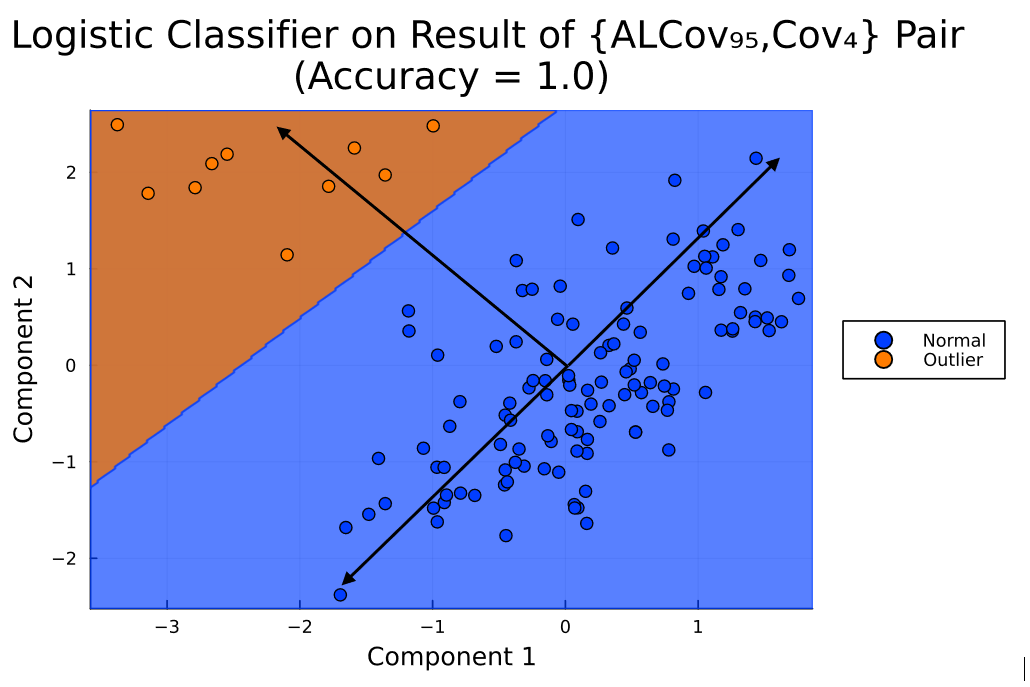 Logistic Classifier on Result of {ALCov₉₅,Cov₄} Pair
(Accuracy = 1.0)
Component 2
2
1
0
−1
−2
−3
−2
−1
0
1
Component 1
Normal
Outlier